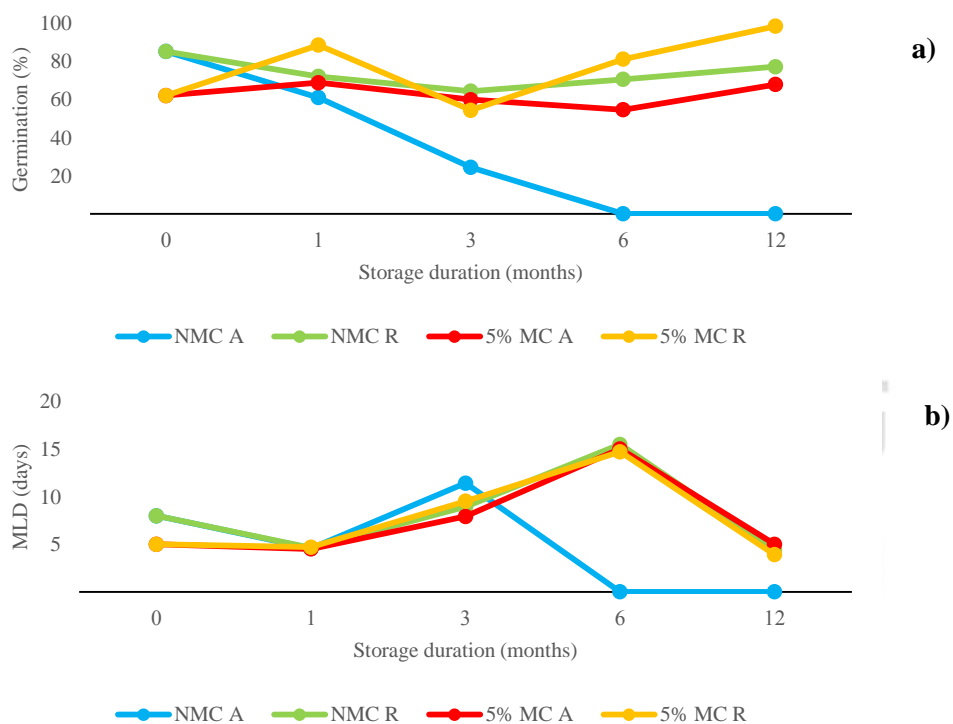 100
80
60
40
20
Germination (%)
a)
0 1 3 6 12
Storage duration (months)
NMC A NMC R 5% MC A 5% MC R
20
15
10
5
MLD (days)
b)
0 1 3 6 12
Storage duration (months)
NMC A NMC R 5% MC A 5% MC R